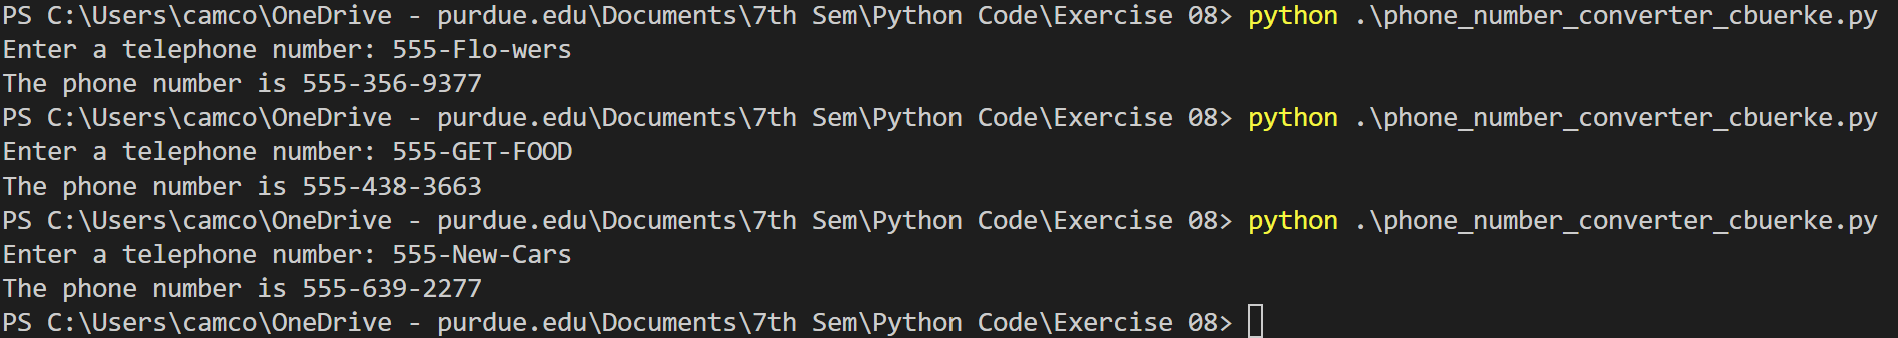 PS C:\Users\camco\OneDrive - purdue.edu\Documents\7th Sem\Python Code\Exercise 08> python .\phone_number_converter_cbuerke.py
Enter a telephone number: 555-Flo-wers
The phone number is 555-356-9377
PS C:\Users\camco\OneDrive - purdue.edu\Documents\7th Sem\Python Code\Exercise 08> python .\phone_number_converter_cbuerke.py
Enter a telephone number: 555-GET-FOOD
The phone number is 555-438-3663
PS C:\Users\camco\OneDrive - purdue.edu\Documents\7th Sem\Python Code\Exercise 08> python .\phone_number_converter_cbuerke.py
Enter a telephone number: 555-New-Cars
The phone number is 555-639-2277
PS C:\Users\camco\OneDrive - purdue.edu\Documents\7th Sem\Python Code\Exercise 08>